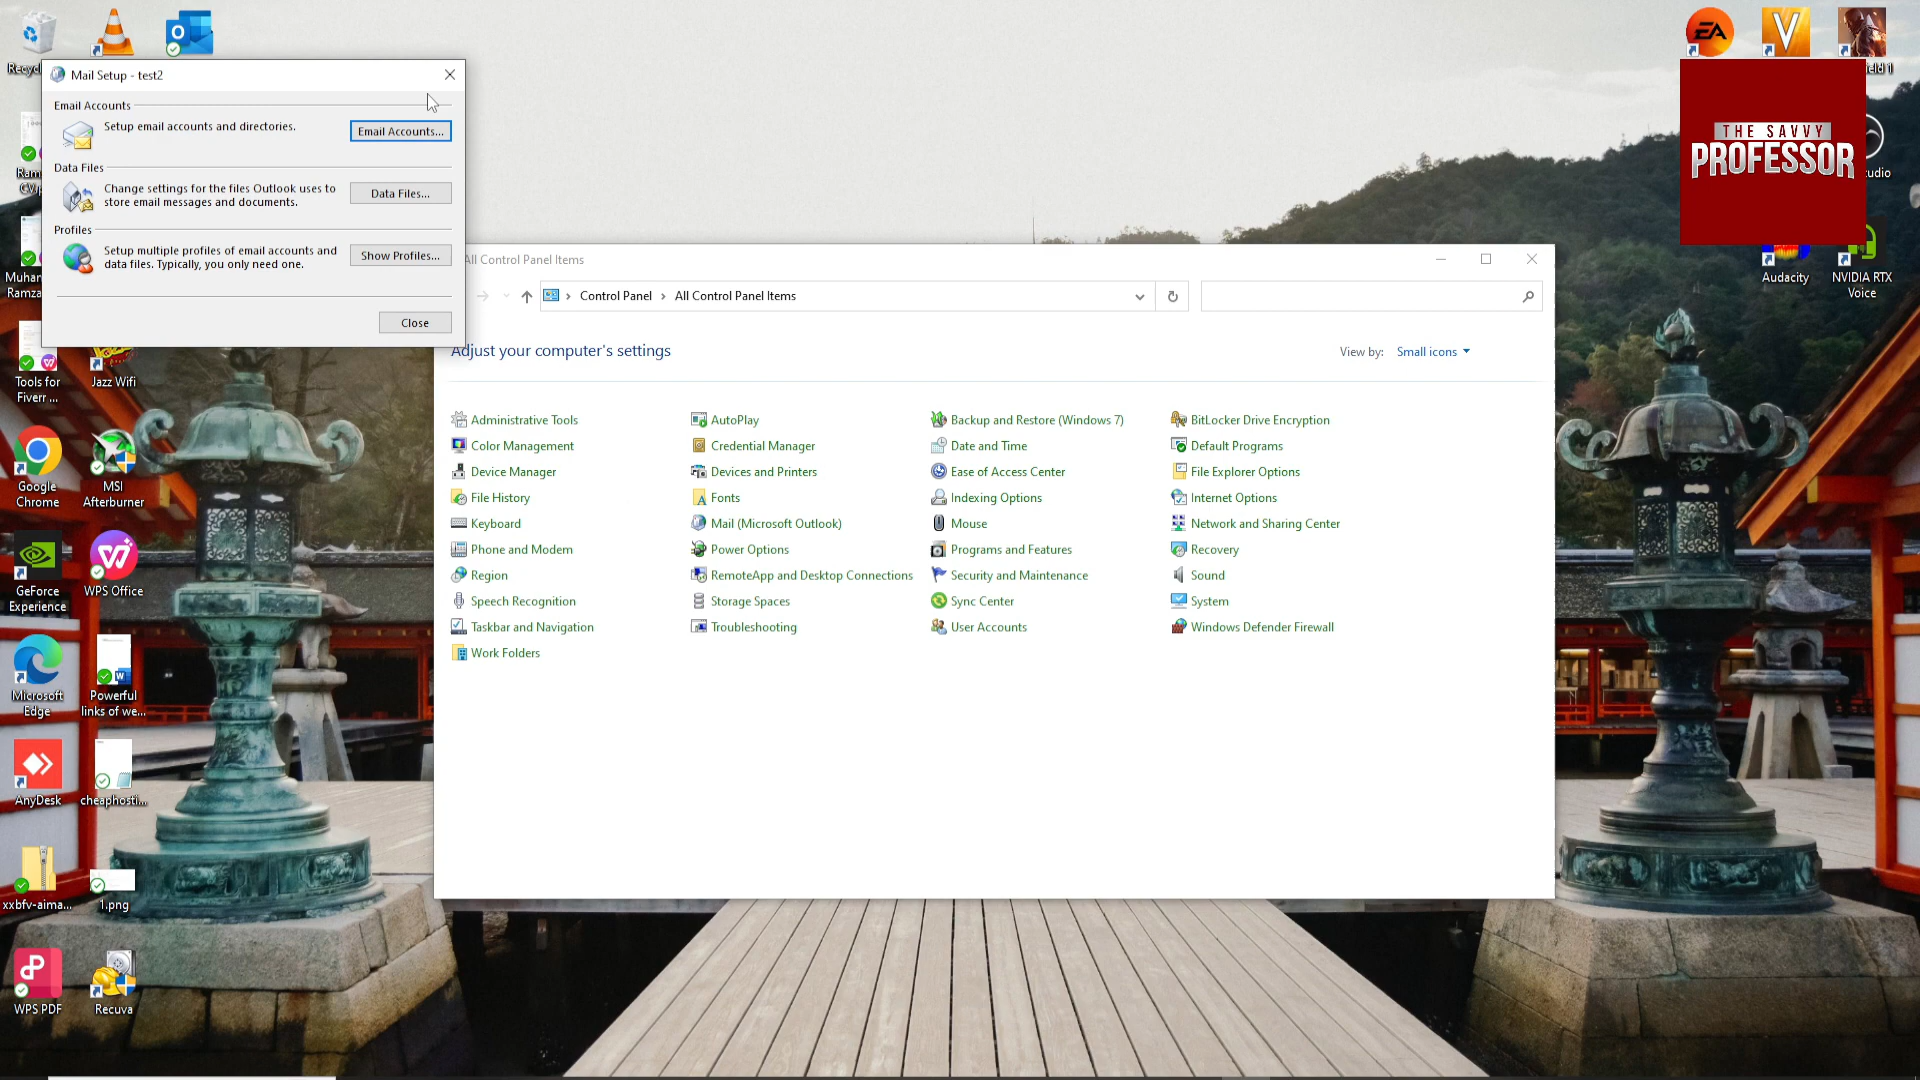 Mail Setup - test2
Email Accounts
Setup email accounts and directories.
Email Accounts...
Data Files
Change settings for the files Outlook uses to
store email messages and documents.
Data Files...
Profiles
Setup multiple profiles of email accounts and
data files. Typically, you only need one.
Show Profiles...
Close
All Control Panel Items
Control Panel
All Control Panel Items
Adjust your computer's settings
View by:
Small icons
Administrative Tools
AutoPlay
Backup and Restore (Windows 7)
BitLocker Drive Encryption
Color Management
Credential Manager
Date and Time
Default Programs
Device Manager
Devices and Printers
Ease of Access Center
File Explorer Options
File History
Fonts
Indexing Options
Internet Options
Keyboard
Mail (Microsoft Outlook)
Mouse
Network and Sharing Center
Phone and Modem
Power Options
Programs and Features
Recovery
Region
RemoteApp and Desktop Connections
Security and Maintenance
Sound
Speech Recognition
Storage Spaces
Sync Center
System
Taskbar and Navigation
Troubleshooting
User Accounts
Windows Defender Firewall
Work Folders
Tools for
Fiverr ...
Jazz Wifi
Google
Chrome
MSI
Afterburner
GeForce
Experience
WPS Office
Microsoft
Edge
Powerful
links of we...
AnyDesk
cheaphosti...
xxbfv-aima...
1.png
WPS PDF
Recuva
EA
THE SAVVY
PROFESSOR
Audacity
NVIDIA RTX
Voice